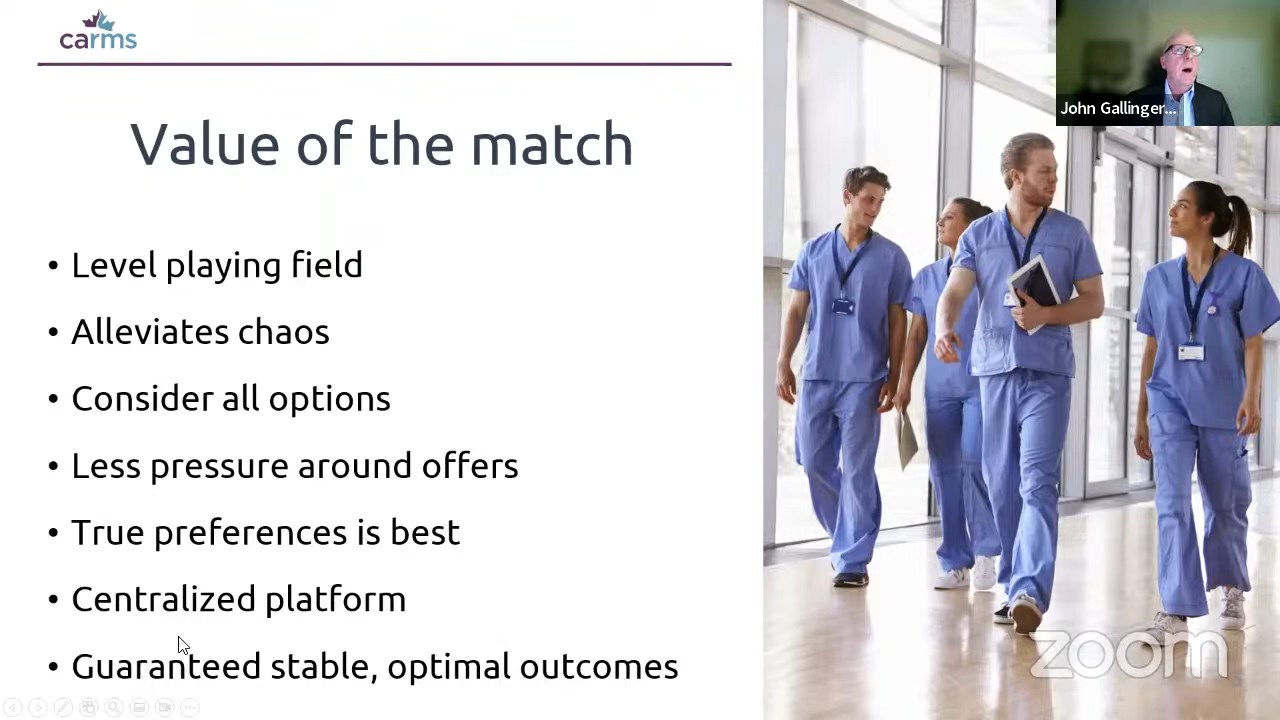 carms
John Gallinger...
Value of the match
• Level playing field
• Alleviates chaos
• Consider all options
• Less pressure around offers
• True preferences is best
• Centralized platform
• Guaranteed stable, optimal outcomes
zoom